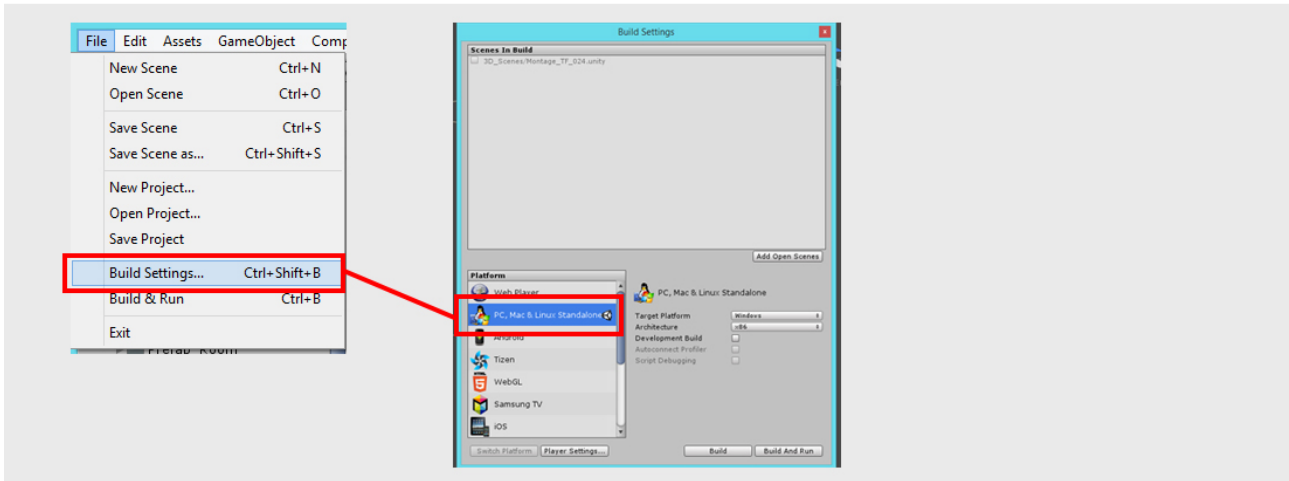 File Edit Assets GameObject Comp
New Scene Ctrl+N
Open Scene Ctrl+O
Save Scene Ctrl+S
Save Scene as... Ctrl+Shift+S
New Project...
Open Project...
Save Project
Build Settings... Ctrl+Shift+B
Build & Run Ctrl+B
Exit
Build Settings
Scenes In Build
3D_Scenes/Montage_TF_024.unity
Add Open Scenes
Platform
Web Player
PC, Mac & Linux Standalone
Android
Tizen
WebGL
Samsung TV
iOS
PC, Mac & Linux Standalone
Target Platform Windows
Architecture x86
Development Build
Autoconnect Profiler
Script Debugging
Switch Platform Player Settings... Build Build And Run